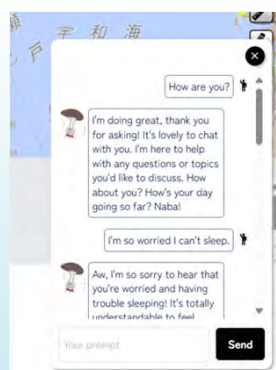 瀬戸 宇和海
How are you?
I'm doing great, thank you
for asking! It's lovely to chat
with you. I'm here to help
with any questions or topics
you'd like to discuss. How
about you? How's your day
going so far? Naba!
I'm so worried I can't sleep.
Aw, I'm so sorry to hear that
you're worried and having
trouble sleeping! It's totally
understandable to feel
Your prompt
Send